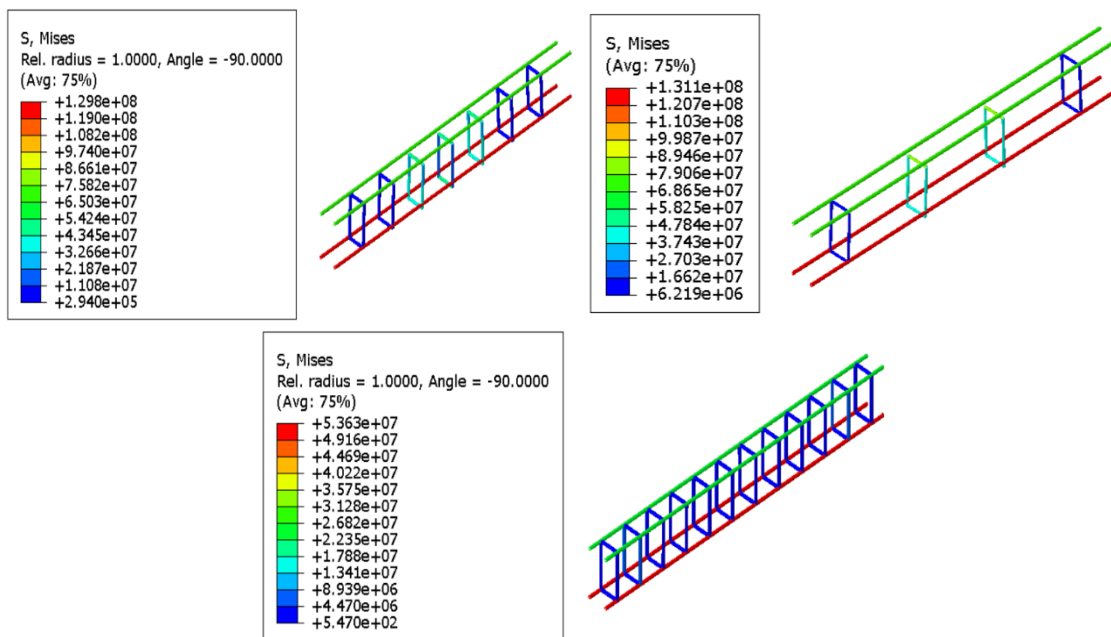 S, Mises
Rel. radius = 1.0000, Angle = -90.0000
(Avg: 75%)
+1.298e+08
+1.190e+08
+1.082e+08
+9.740e+07
+8.661e+07
+7.582e+07
+6.503e+07
+5.424e+07
+4.345e+07
+3.266e+07
+2.187e+07
+1.108e+07
+2.940e+05
S, Mises
(Avg: 75%)
+1.311e+08
+1.207e+08
+1.103e+08
+9.987e+07
+8.946e+07
+7.906e+07
+6.865e+07
+5.825e+07
+4.784e+07
+3.743e+07
+2.703e+07
+1.662e+07
+6.219e+06
S, Mises
Rel. radius = 1.0000, Angle = -90.0000
(Avg: 75%)
+5.363e+07
+4.916e+07
+4.469e+07
+4.022e+07
+3.575e+07
+3.128e+07
+2.682e+07
+2.235e+07
+1.788e+07
+1.341e+07
+8.939e+06
+4.470e+06
+5.470e+02